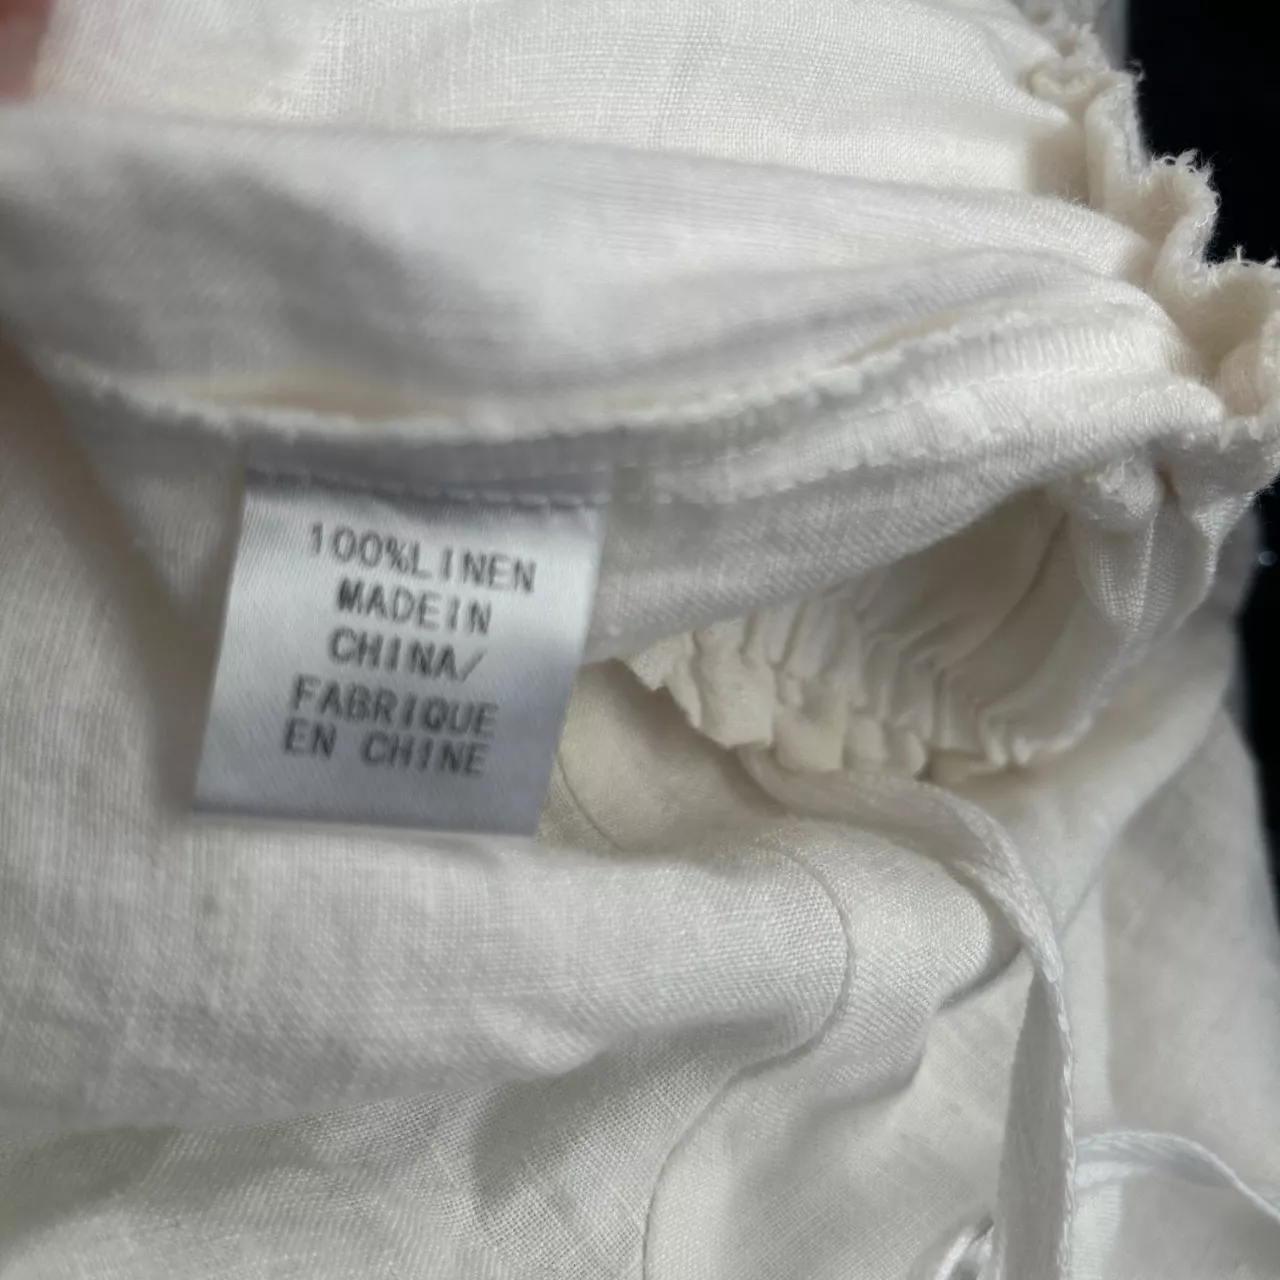 100%LINEN
MADEIN
CHINA/
FABRIQUE
EN CHINE